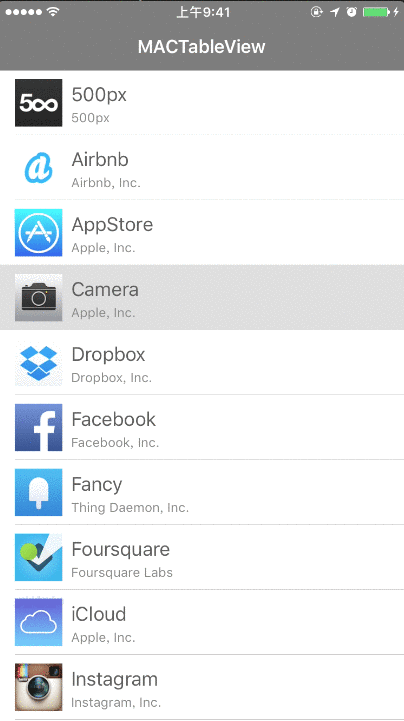 上午9:41
MACTableView
500px
500px
Airbnb
Airbnb, Inc.
AppStore
Apple, Inc.
Camera
Apple, Inc.
Dropbox
Dropbox, Inc.
Facebook
Facebook, Inc.
Fancy
Thing Daemon, Inc.
Foursquare
Foursquare Labs
iCloud
Apple, Inc.
Instagram
Instagram, Inc.